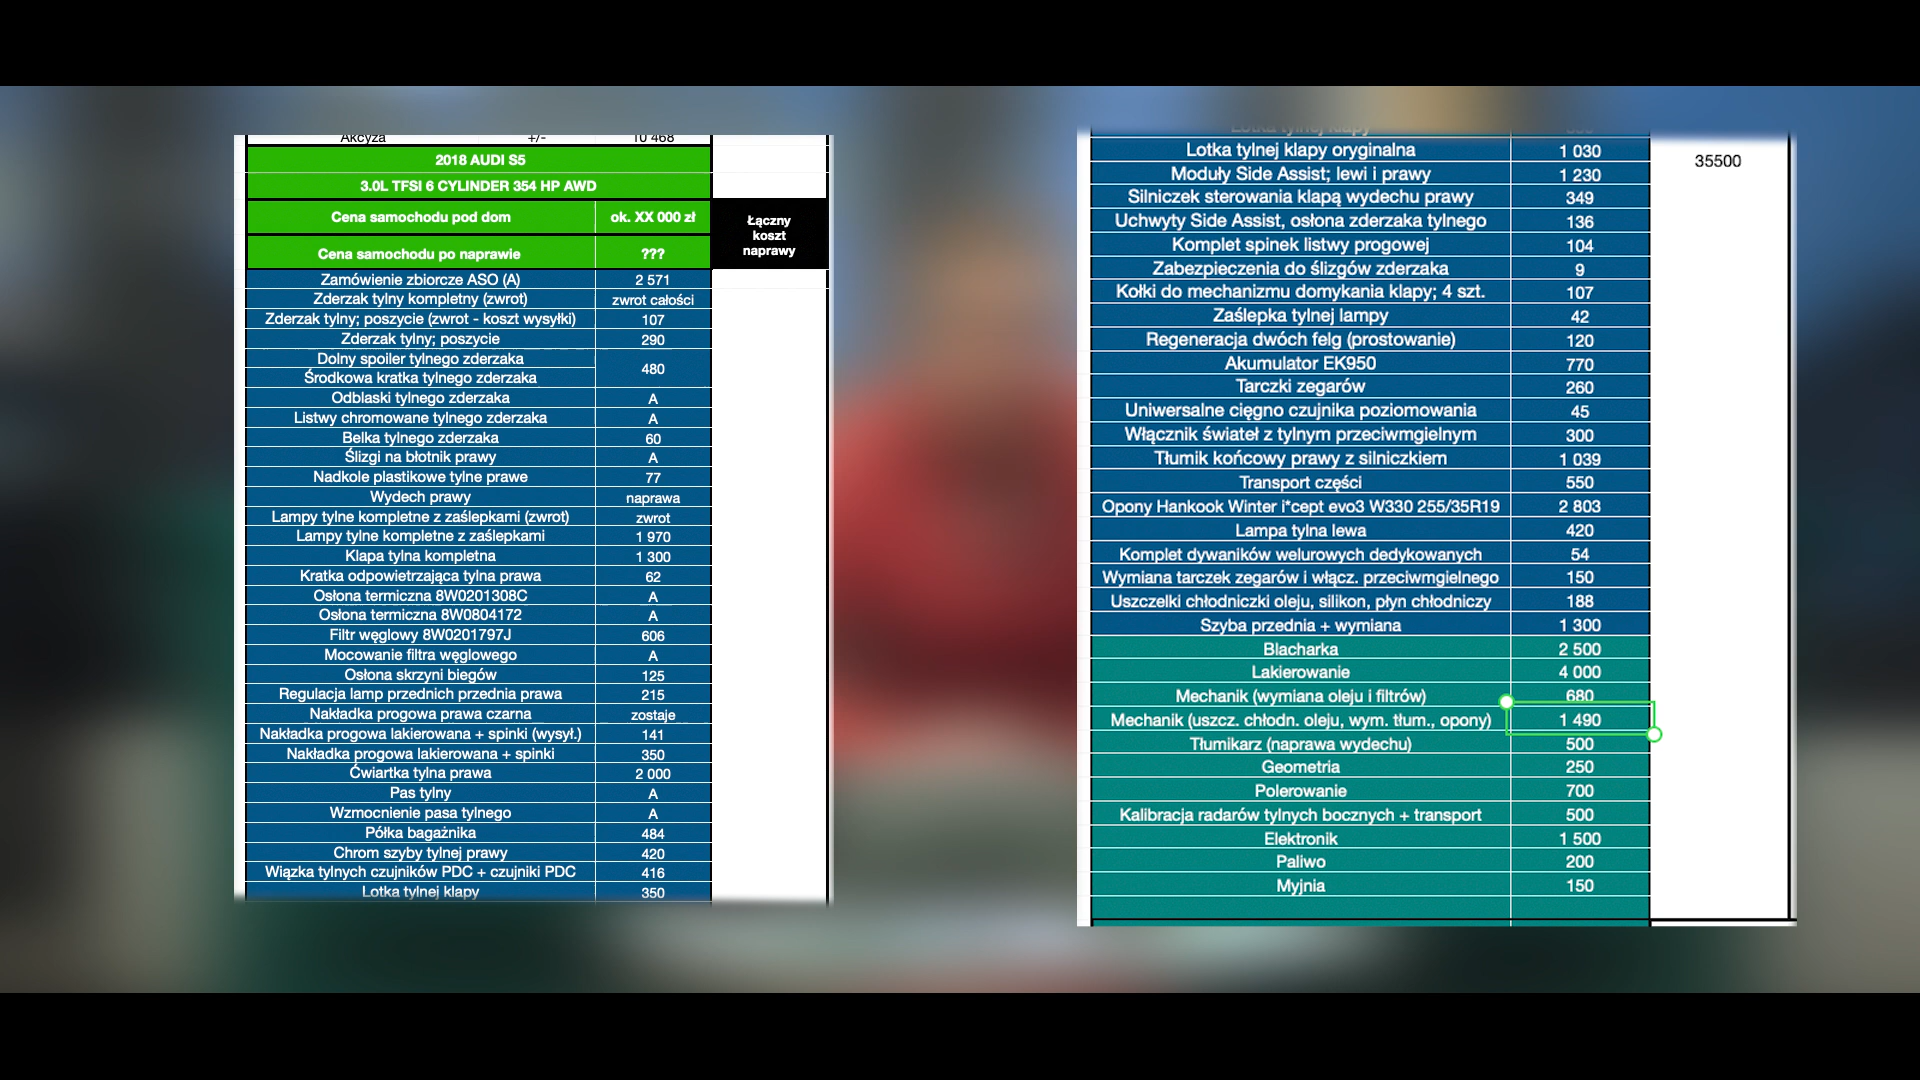 Akcyza +/- 10 468
2018 AUDI S5
3.0L TFSI 6 CYLINDER 354 HP AWD
Cena samochodu pod dom ok. XX 000 zł
Cena samochodu po naprawie ???
Łączny
koszt
naprawy
Zamówienie zbiorcze ASO (A) 2 571
Zderzak tylny kompletny (zwrot) zwrot całości
Zderzak tylny; poszycie (zwrot - koszt wysyłki) 107
Zderzak tylny; poszycie 290
Dolny spoiler tylnego zderzaka
Środkowa kratka tylnego zderzaka
480
Odblaski tylnego zderzaka A
Listwy chromowane tylnego zderzaka A
Belka tylnego zderzaka 60
Ślizgi na błotnik prawy A
Nadkole plastikowe tylne prawe 77
Wydech prawy naprawa
Lampy tylne kompletne z zaślepkami (zwrot) zwrot
Lampy tylne kompletne z zaślepkami 1 970
Klapa tylna kompletna 1 300
Kratka odpowietrzająca tylna prawa 62
Osłona termiczna 8W0201308C A
Osłona termiczna 8W0804172 A
Filtr węglowy 8W0201797J 606
Mocowanie filtra węglowego A
Osłona skrzyni biegów 125
Regulacja lamp przednich przednia prawa 215
Nakładka progowa prawa czarna zostaje
Nakładka progowa lakierowana + spinki (wysył.) 141
Nakładka progowa lakierowana + spinki 350
Ćwiartka tylna prawa 2 000
Pas tylny A
Wzmocnienie pasa tylnego A
Półka bagażnika 484
Chrom szyby tylnej prawy 420
Wiązka tylnych czujników PDC + czujniki PDC 416
Lotka tylnej klapy 350
Lotka tylnej klapy
Lotka tylnej klapy oryginalna 1 030
35500
Moduły Side Assist; lewi i prawy 1 230
Silniczek sterowania klapą wydechu prawy 349
Uchwyty Side Assist, osłona zderzaka tylnego 136
Komplet spinek listwy progowej 104
Zabezpieczenia do ślizgów zderzaka 9
Kołki do mechanizmu domykania klapy; 4 szt. 107
Zaślepka tylnej lampy 42
Regeneracja dwóch felg (prostowanie) 120
Akumulator EK950 770
Tarczki zegarów 260
Uniwersalne cięgno czujnika poziomowania 45
Włącznik świateł z tylnym przeciwmgielnym 300
Tłumik końcowy prawy z silniczkiem 1 039
Transport części 550
Opony Hankook Winter i*cept evo3 W330 255/35R19 2 803
Lampa tylna lewa 420
Komplet dywaników welurowych dedykowanych 54
Wymiana tarczek zegarów i włącz. przeciwmgielnego 150
Uszczelki chłodniczki oleju, silikon, płyn chłodniczy 188
Szyba przednia + wymiana 1 300
Blacharka 2 500
Lakierowanie 4 000
Mechanik (wymiana oleju i filtrów) 680
Mechanik (uszcz. chłodn. oleju, wym. tłum., opony) 1 490
Tłumikarz (naprawa wydechu) 500
Geometria 250
Polerowanie 700
Kalibracja radarów tylnych bocznych + transport 500
Elektronik 1 500
Paliwo 200
Myjnia 150